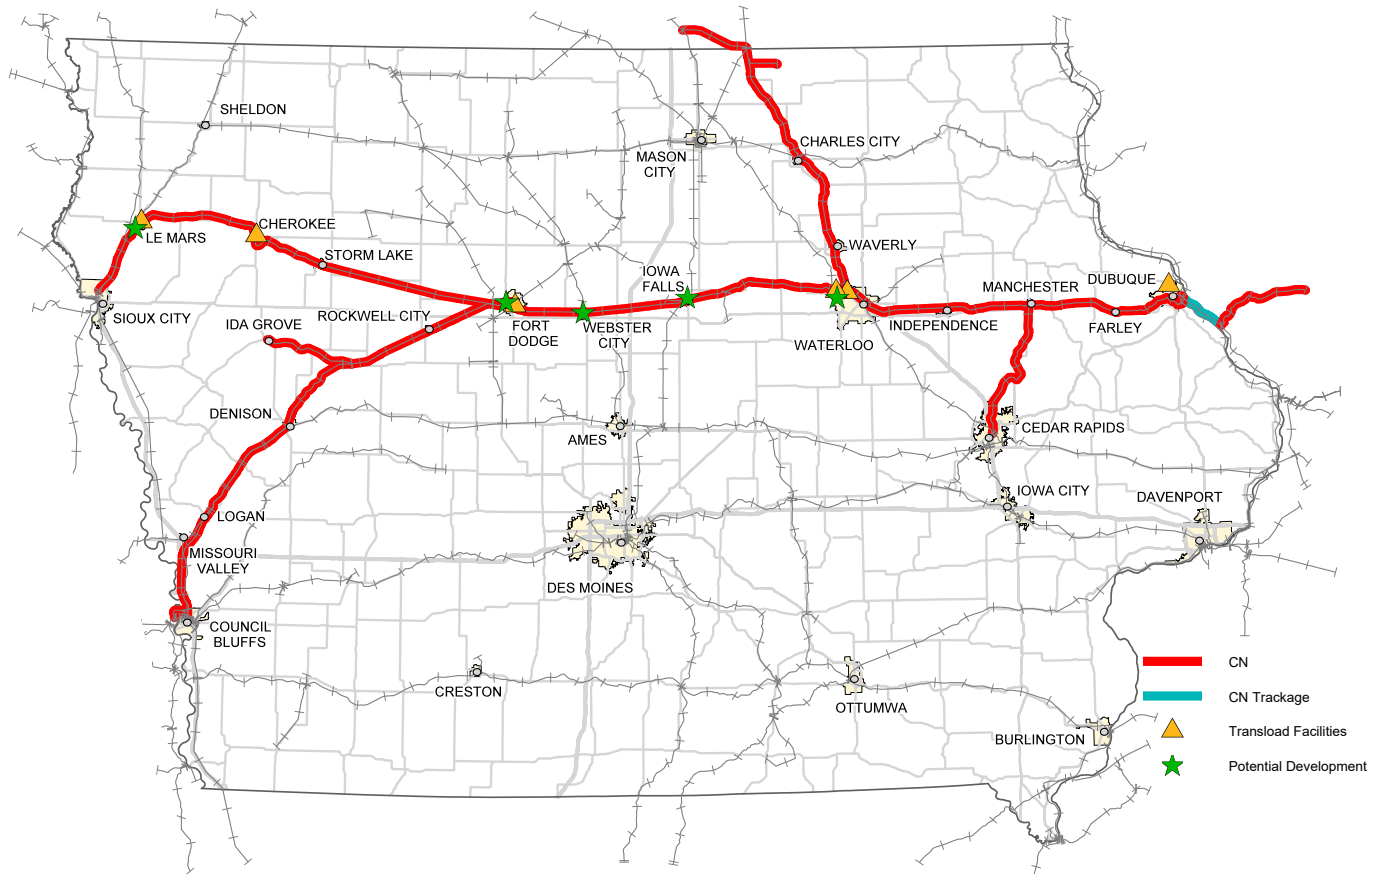 SHELDON
CHARLES CITY
MASON
CITY
CHEROKEE
LE MARS
WAVERLY
STORM LAKE
IOWA
FALLS
DUBUQUE
MANCHESTER
SIOUX CITY
ROCKWELL CITY
IDA GROVE
FORT
DODGE
WEBSTER
CITY
INDEPENDENCE
FARLEY
WATERLOO
DENISON
AMES
CEDAR RAPIDS
IOWA CITY
DAVENPORT
LOGAN
MISSOURI
VALLEY
DES MOINES
COUNCIL
BLUFFS
CRESTON
OTTUMWA
BURLINGTON
CN
CN Trackage
Transload Facilities
Potential Development